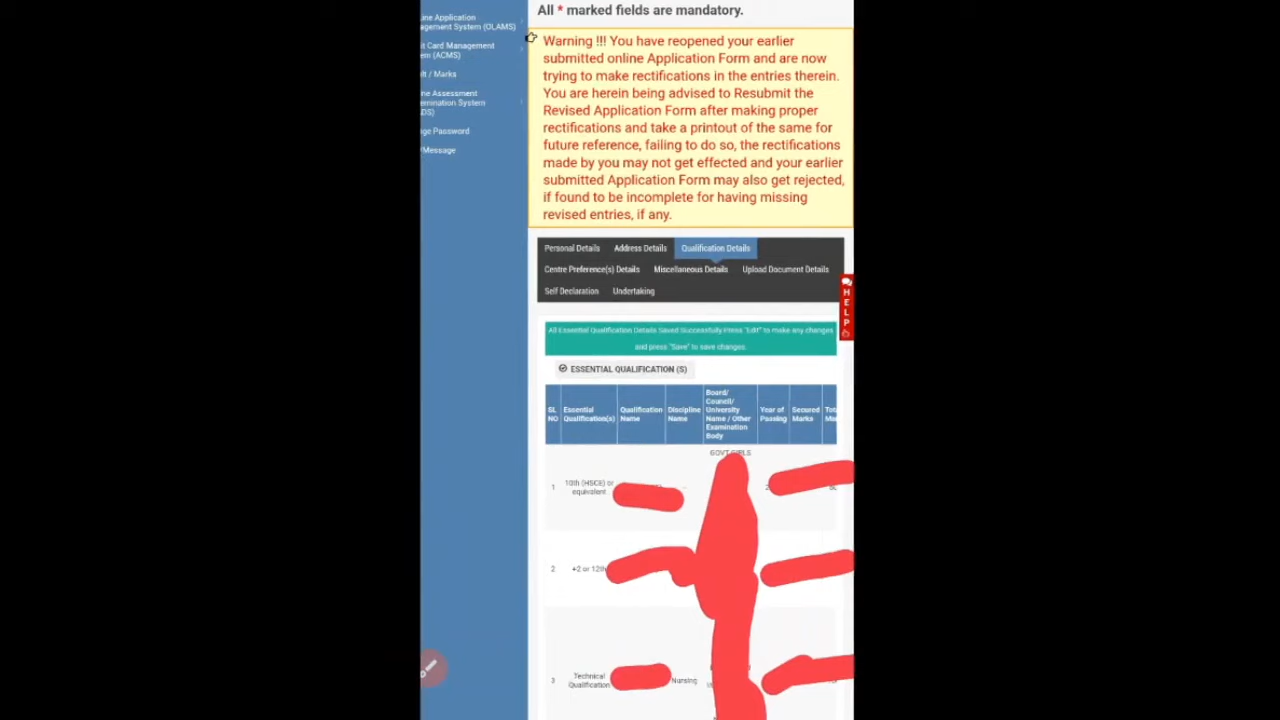 All * marked fields are mandatory.
ine Application
agement System (OLAMS)
it Card Management
em (ACMS)
lt / Marks
ne Assessment
emination System
DS)
ge Password
Message
Warning !!! You have reopened your earlier
submitted online Application Form and are now
trying to make rectifications in the entries therein.
You are herein being advised to Resubmit the
Revised Application Form after making proper
rectifications and take a printout of the same for
future reference, failing to do so, the rectifications
made by you may not get effected and your earlier
submitted Application Form may also get rejected,
if found to be incomplete for having missing
revised entries, if any.
Personal Details Address Details Qualification Details
Centre Preference(s) Details Miscellaneous Details Upload Document Details
Self Declaration Undertaking
HELP
All Essential Qualification Details Saved Successfully Press "Edit" to make any changes
and press "Save" to save changes.
ESSENTIAL QUALIFICATION (S)
SL NO
Essential Qualification(s)
Qualification Name
Discipline Name
Board/
Council/
University
Name / Other
Examination
Body
Year of Passing
Secured Marks
GOVT GIRLS
1 10th (HSCE) or
equivalent
2 +2 or 12th
3 Technical
Qualification Nursing